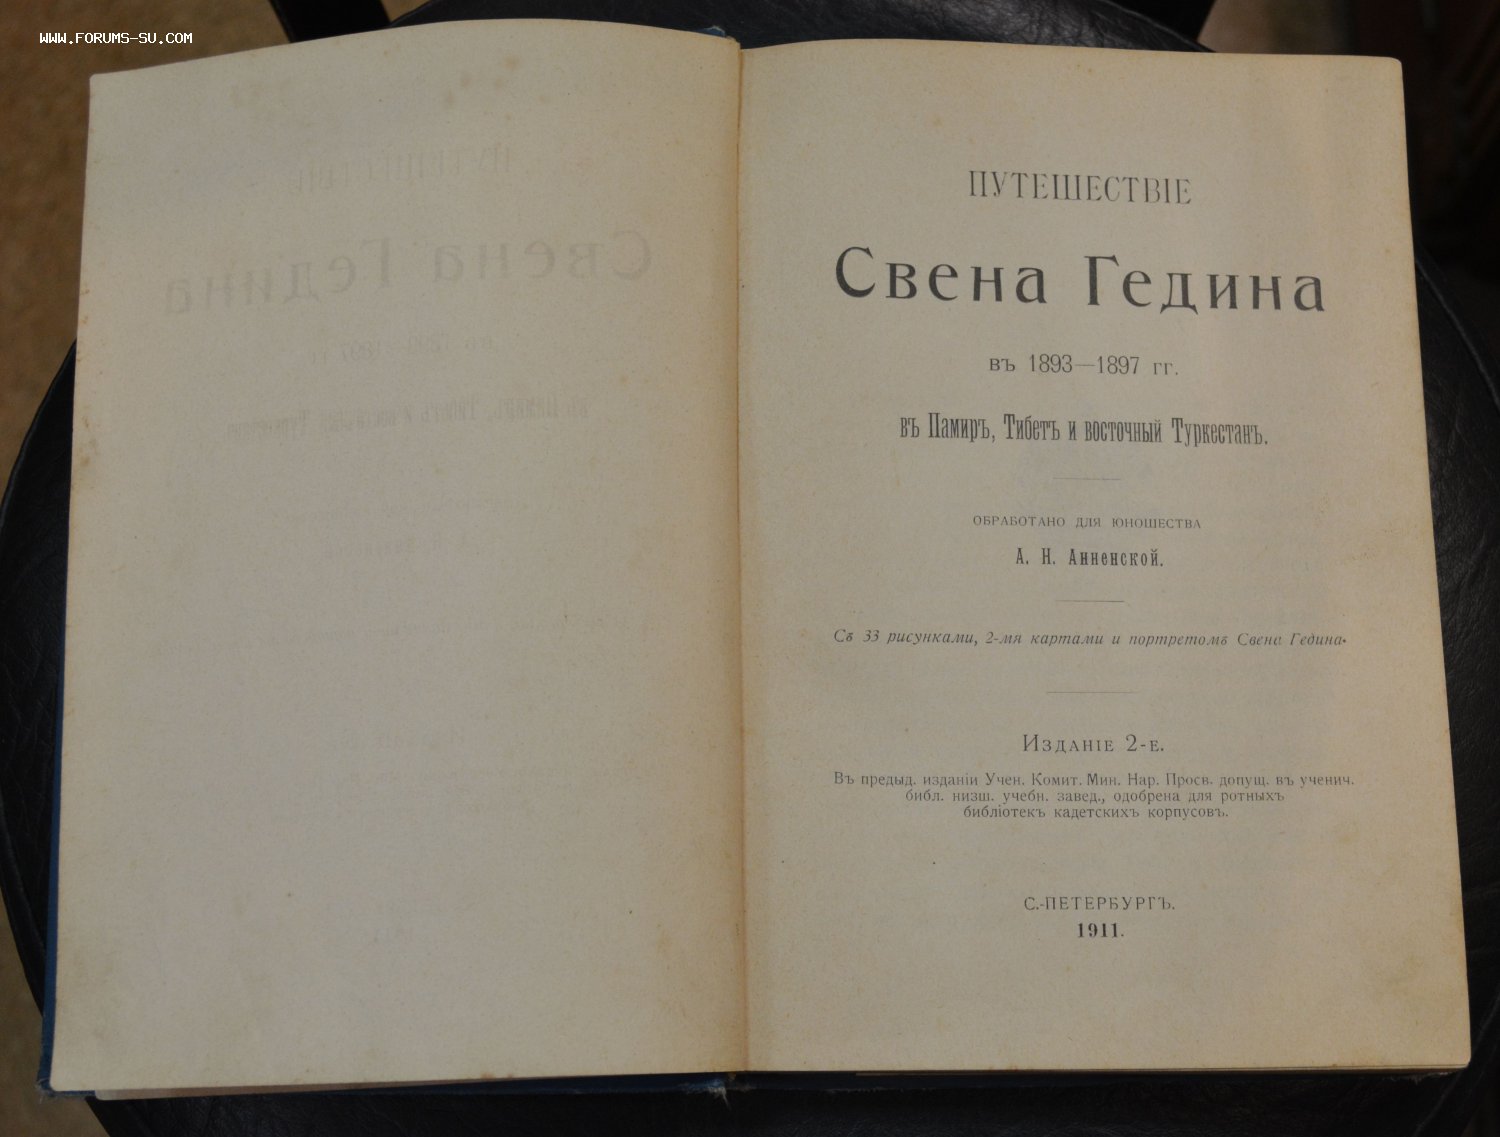 WWW.FORUMS-SU.COM
ПУТЕШЕСТВІЕ
Свена Гедина
въ 1893—1897 гг.
въ Памиръ, Тибетъ и восточный Туркестанъ.
ОБРАБОТАНО ДЛЯ ЮНОШЕСТВА
А. Н. Анненской.
Съ 33 рисунками, 2-мя картами и портретомъ Свена Гедина.
Изданіе 2-е.
Въ предыд. изданіи Учен. Комит. Мин. Нар. Просв. допущ. въ ученич.
библ. низш. учебн. завед., одобрена для ротныхъ
библіотекъ кадетскихъ корпусовъ.
С.-ПЕТЕРБУРГЪ.
1911.